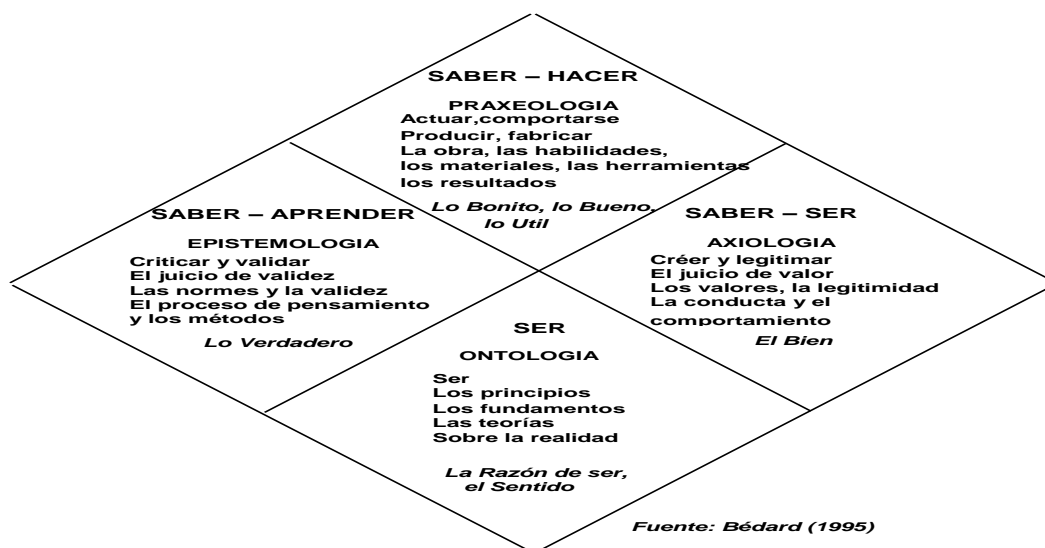 SABER – HACER
PRAXEOLOGIA
Actuar,comportarse
Producir, fabricar
La obra, las habilidades,
los materiales, las herramientas
los resultados
Lo Bonito, lo Bueno,
lo Util
SABER – APRENDER
EPISTEMOLOGIA
Criticar y validar
El juicio de validez
Las normes y la validez
El proceso de pensamiento
y los métodos
Lo Verdadero
SABER – SER
AXIOLOGIA
Créer y legitimar
El juicio de valor
Los valores, la legitimidad
La conducta y el
comportamiento
El Bien
SER
ONTOLOGIA
Ser
Los principios
Los fundamentos
Las teorías
Sobre la realidad
La Razón de ser,
el Sentido
Fuente: Bédard (1995)